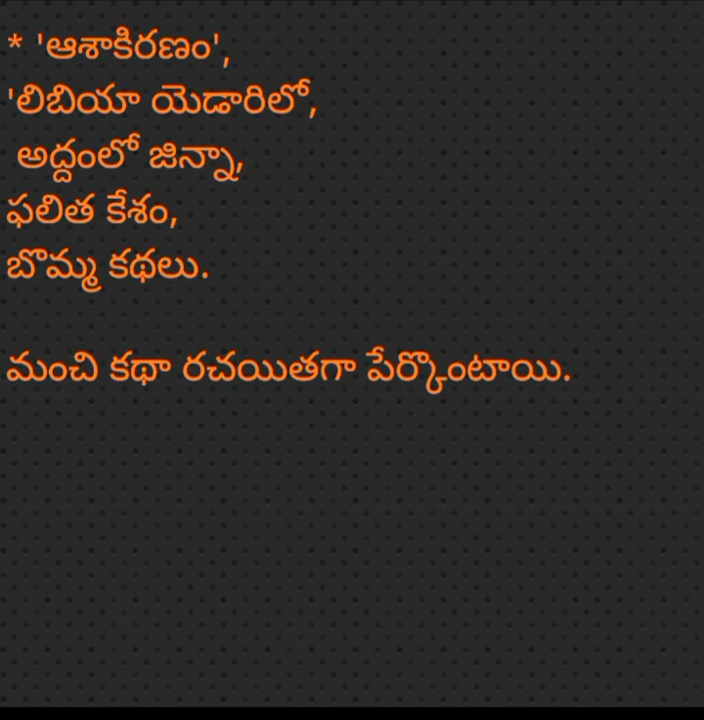 * 'ఆశాకిరణం',
'లిబియా యెడారిలో,
అద్దంలో జిన్నా,
ఫలిత కేశం,
బొమ్మ కథలు.
మంచి కథా రచయితగా పేర్కొంటాయి.